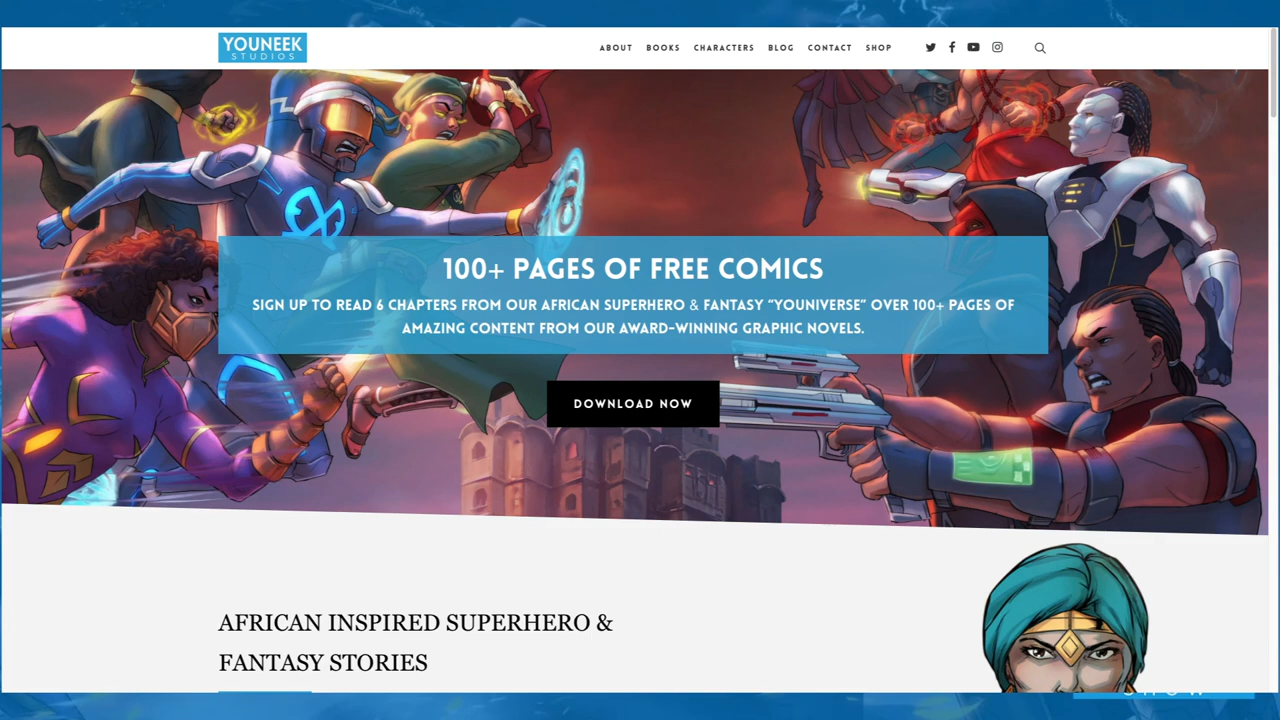 YOUNEEK
STUDIOS
ABOUT BOOKS CHARACTERS BLOG CONTACT SHOP
100+ PAGES OF FREE COMICS
SIGN UP TO READ 6 CHAPTERS FROM OUR AFRICAN SUPERHERO & FANTASY "YOUNIVERSE" OVER 100+ PAGES OF
AMAZING CONTENT FROM OUR AWARD-WINNING GRAPHIC NOVELS.
DOWNLOAD NOW
AFRICAN INSPIRED SUPERHERO &
FANTASY STORIES